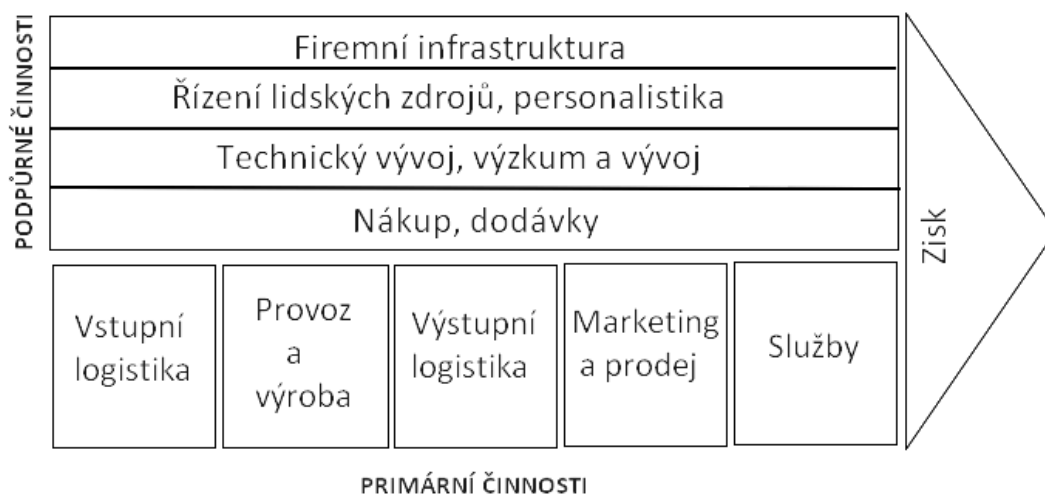 PODPŮRNÉ ČINNOSTI
Firemní infrastruktura
Řízení lidských zdrojů, personalistika
Technický vývoj, výzkum a vývoj
Nákup, dodávky
Vstupní
logistika
Provoz
a
výroba
Výstupní
logistika
Marketing
a prodej
Služby
Zisk
PRIMÁRNÍ ČINNOSTI